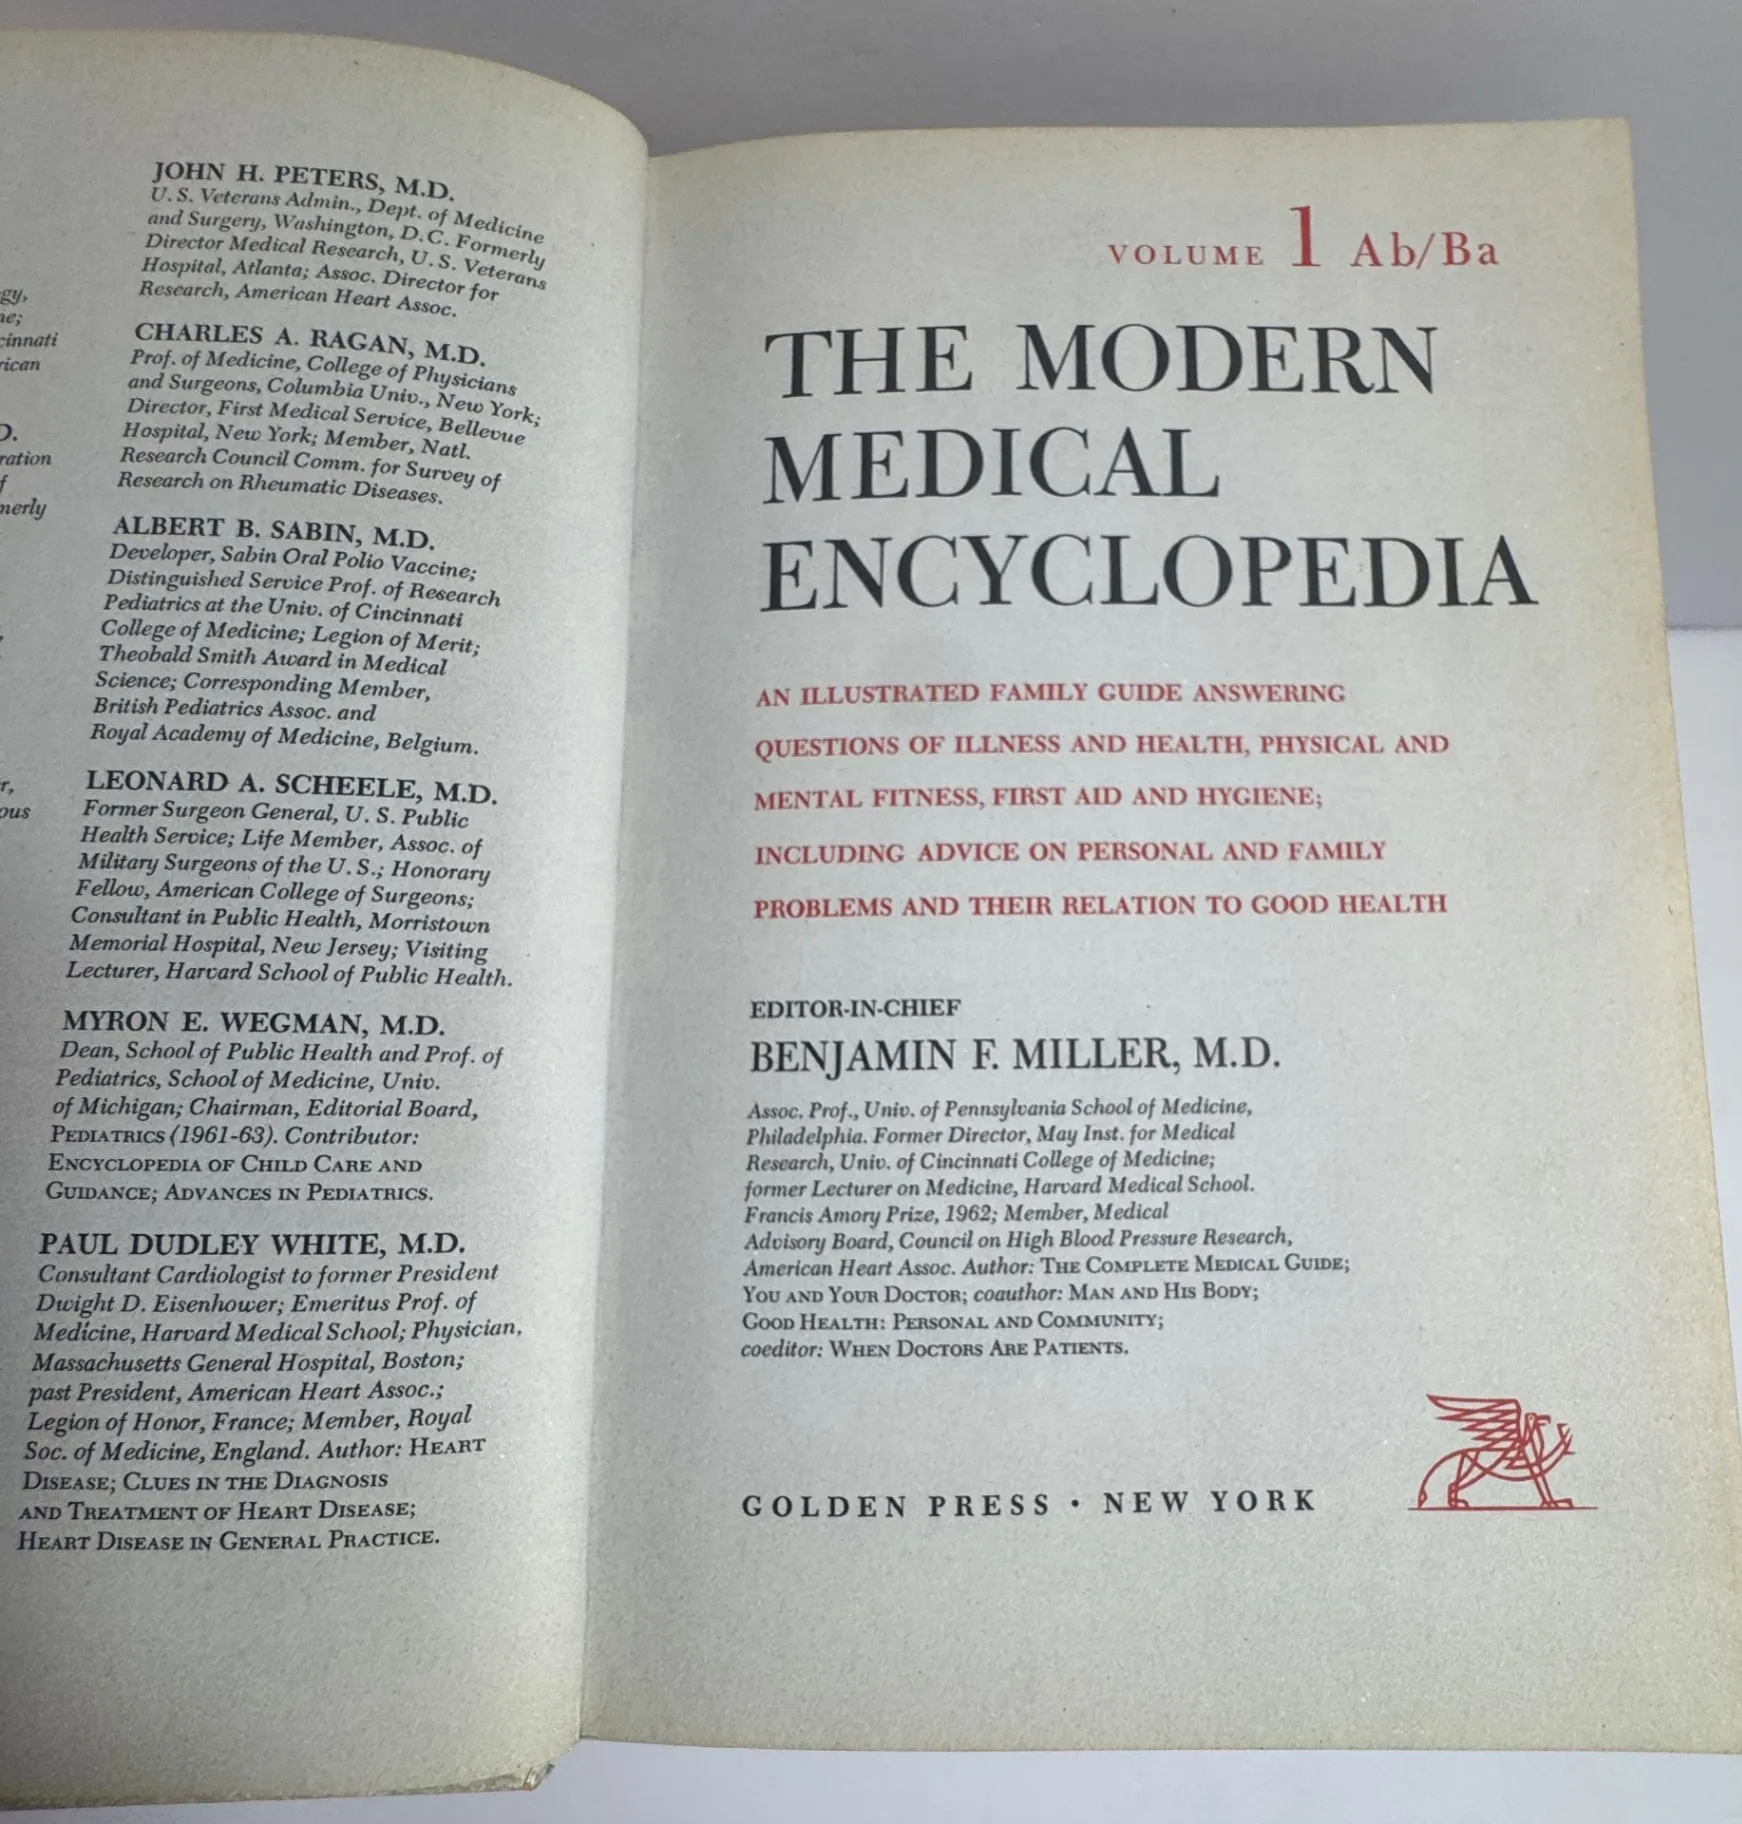 gy,
ne;
cinnati
rican
D.
ration
f
merly
r,
ous
JOHN H. PETERS, M.D.
U. S. Veterans Admin., Dept. of Medicine
and Surgery, Washington, D.C. Formerly
Director Medical Research, U. S. Veterans
Hospital, Atlanta; Assoc. Director for
Research, American Heart Assoc.
CHARLES A. RAGAN, M.D.
Prof. of Medicine, College of Physicians
and Surgeons, Columbia Univ., New York;
Director, First Medical Service, Bellevue
Hospital, New York; Member, Natl.
Research Council Comm. for Survey of
Research on Rheumatic Diseases.
ALBERT B. SABIN, M.D.
Developer, Sabin Oral Polio Vaccine;
Distinguished Service Prof. of Research
Pediatrics at the Univ. of Cincinnati
College of Medicine; Legion of Merit;
Theobald Smith Award in Medical
Science; Corresponding Member,
British Pediatrics Assoc. and
Royal Academy of Medicine, Belgium.
LEONARD A. SCHEELE, M.D.
Former Surgeon General, U. S. Public
Health Service; Life Member, Assoc. of
Military Surgeons of the U. S.; Honorary
Fellow, American College of Surgeons;
Consultant in Public Health, Morristown
Memorial Hospital, New Jersey; Visiting
Lecturer, Harvard School of Public Health.
MYRON E. WEGMAN, M.D.
Dean, School of Public Health and Prof. of
Pediatrics, School of Medicine, Univ.
of Michigan; Chairman, Editorial Board,
PEDIATRICS (1961-63). Contributor:
ENCYCLOPEDIA OF CHILD CARE AND
GUIDANCE; ADVANCES IN PEDIATRICS.
PAUL DUDLEY WHITE, M.D.
Consultant Cardiologist to former President
Dwight D. Eisenhower; Emeritus Prof. of
Medicine, Harvard Medical School; Physician,
Massachusetts General Hospital, Boston;
past President, American Heart Assoc.;
Legion of Honor, France; Member, Royal
Soc. of Medicine, England. Author: HEART
DISEASE; CLUES IN THE DIAGNOSIS
AND TREATMENT OF HEART DISEASE;
HEART DISEASE IN GENERAL PRACTICE.
VOLUME 1 Ab/Ba
THE MODERN
MEDICAL
ENCYCLOPEDIA
AN ILLUSTRATED FAMILY GUIDE ANSWERING
QUESTIONS OF ILLNESS AND HEALTH, PHYSICAL AND
MENTAL FITNESS, FIRST AID AND HYGIENE;
INCLUDING ADVICE ON PERSONAL AND FAMILY
PROBLEMS AND THEIR RELATION TO GOOD HEALTH
EDITOR-IN-CHIEF
BENJAMIN F. MILLER, M.D.
Assoc. Prof., Univ. of Pennsylvania School of Medicine,
Philadelphia. Former Director, May Inst. for Medical
Research, Univ. of Cincinnati College of Medicine;
former Lecturer on Medicine, Harvard Medical School.
Francis Amory Prize, 1962; Member, Medical
Advisory Board, Council on High Blood Pressure Research,
American Heart Assoc. Author: THE COMPLETE MEDICAL GUIDE;
YOU AND YOUR DOCTOR; coauthor: MAN AND HIS BODY;
GOOD HEALTH: PERSONAL AND COMMUNITY;
coeditor: WHEN DOCTORS ARE PATIENTS.
GOLDEN PRESS • NEW YORK